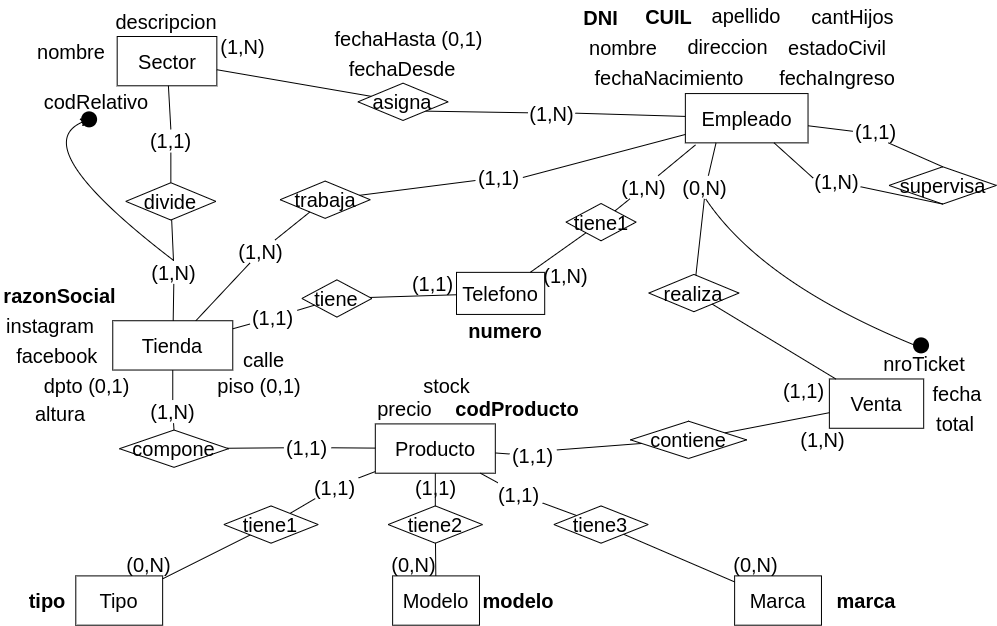 descripcion
nombre
Sector
(1,N)
codRelativo
(1,1)
divide
(1,N)
fechaHasta (0,1)
fechaDesde
asigna
(1,N)
DNI CUIL apellido cantHijos
nombre direccion estadoCivil
fechaNacimiento fechaIngreso
Empleado
(1,1)
(1,N)
supervisa
trabaja
(1,1)
(1,N)
(1,N)
tiene1
(1,N)
(0,N)
realiza
(1,1)
nroTicket
Venta
fecha
total
(1,N)
razonSocial
instagram
facebook
dpto (0,1)
altura
Tienda
calle
piso (0,1)
(1,1)
tiene
(1,1)
Telefono
numero
(1,N)
compone
(1,1)
stock
precio codProducto
Producto
(1,1)
contiene
(1,1)
tiene1
(0,N)
tipo Tipo
(1,1)
tiene2
(0,N)
Modelo modelo
(1,1)
tiene3
(0,N)
Marca marca